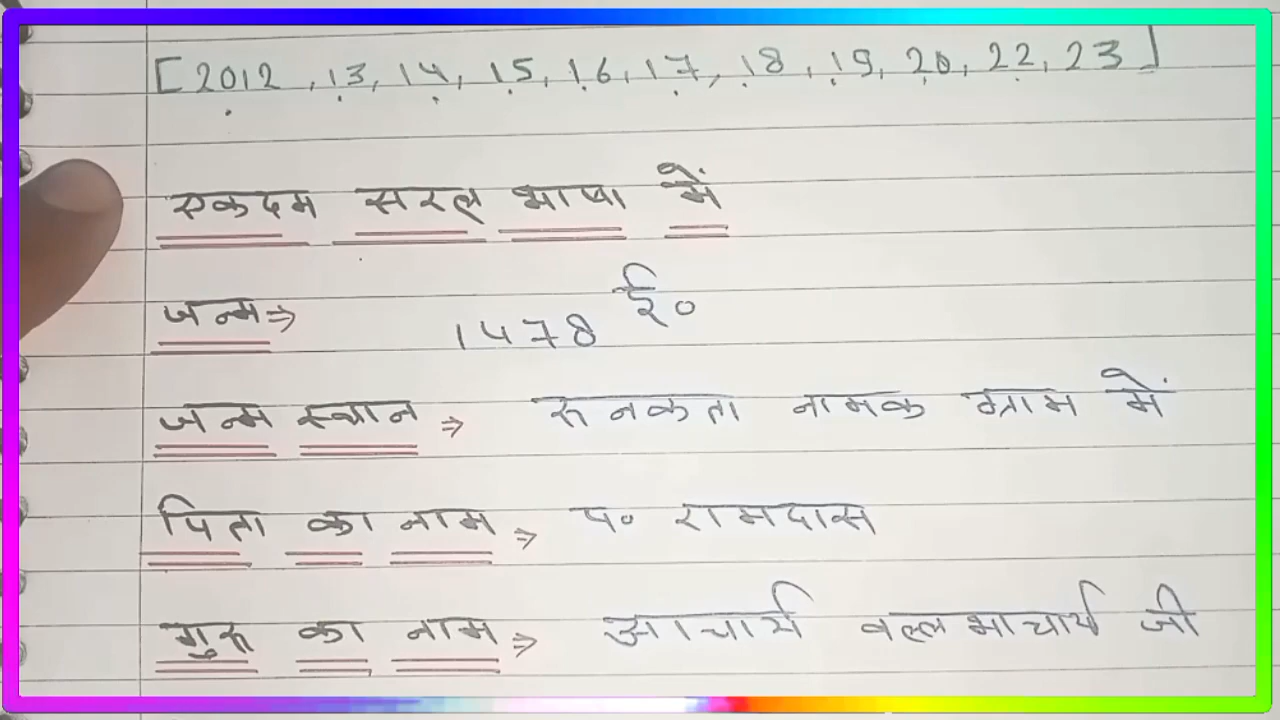 [2012, 13, 14, 15, 16, 17, 18, 19, 20, 22, 23]
एकदम सरल भाषा में
जन्म ⇒ 1478 ई०
जन्म स्थान ⇒ रुनकता नामक ग्राम में
पिता का नाम ⇒ प० रामदास
गुरु का नाम ⇒ आचार्य वल्लभाचार्य जी